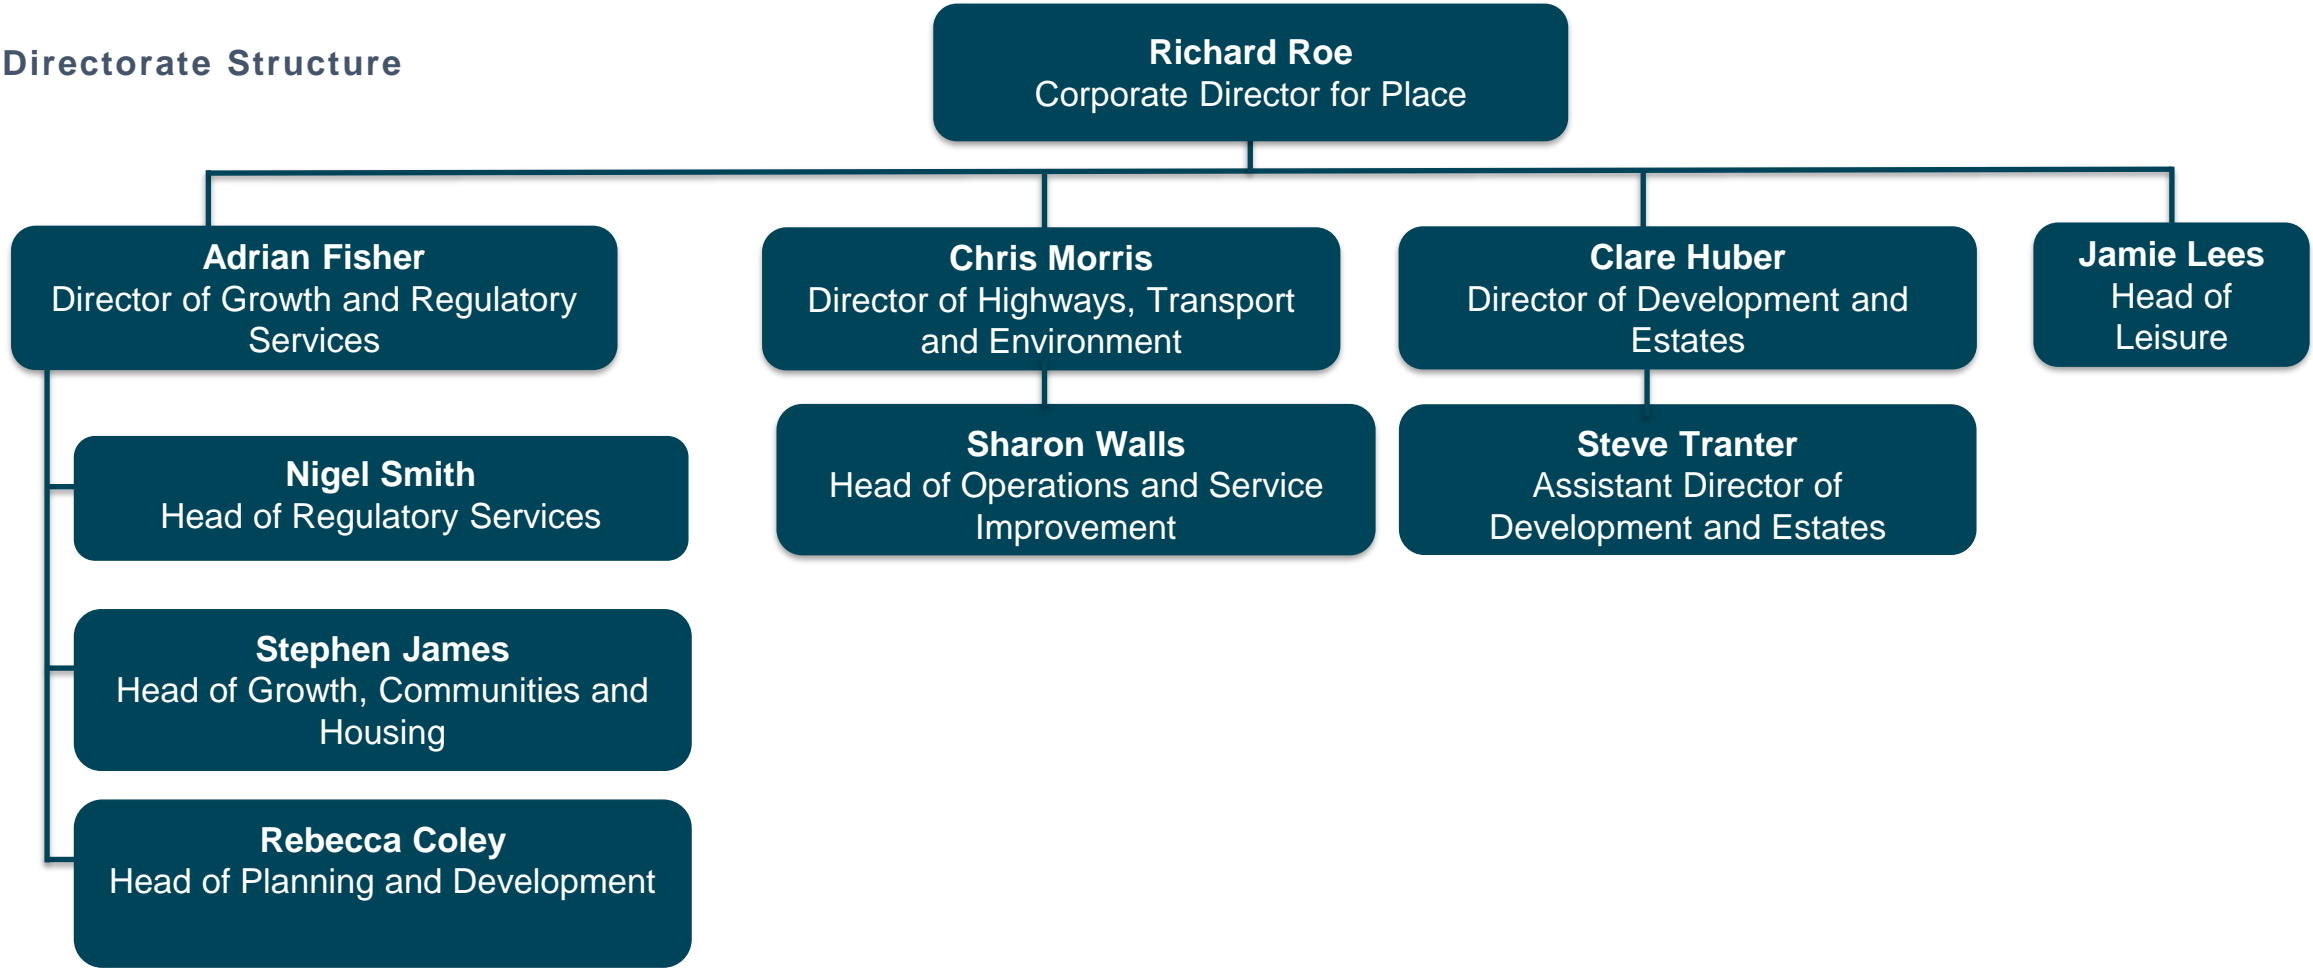 Directorate Structure
Richard Roe
Corporate Director for Place
Adrian Fisher
Director of Growth and Regulatory
Services
Chris Morris
Director of Highways, Transport
and Environment
Clare Huber
Director of Development and
Estates
Jamie Lees
Head of
Leisure
Nigel Smith
Head of Regulatory Services
Sharon Walls
Head of Operations and Service
Improvement
Steve Tranter
Assistant Director of
Development and Estates
Stephen James
Head of Growth, Communities and
Housing
Rebecca Coley
Head of Planning and Development